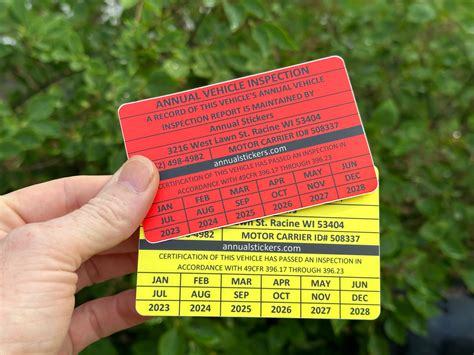 ANNUAL VEHICLE INSPECTION
A RECORD OF THIS VEHICLE'S ANNUAL VEHICLE
INSPECTION REPORT IS MAINTAINED BY
Annual Stickers
3216 West Lawn St. Racine WI 53404
2) 498-4982 MOTOR CARRIER ID# 508337
annualstickers.com
CERTIFICATION OF THIS VEHICLE HAS PASSED AN INSPECTION IN
ACCORDANCE WITH 49CFR 396.17 THROUGH 396.23
JAN FEB MAR APR MAY JUN
JUL AUG SEP OCT NOV DEC
2023 2024 2025 2026 2027 2028
n St. Racine WI 53404
-4982 MOTOR CARRIER ID# 508337
annualstickers.com
CERTIFICATION OF THIS VEHICLE HAS PASSED AN INSPECTION IN
ACCORDANCE WITH 49CFR 396.17 THROUGH 396.23
JAN FEB MAR APR MAY JUN
JUL AUG SEP OCT NOV DEC
2023 2024 2025 2026 2027 2028